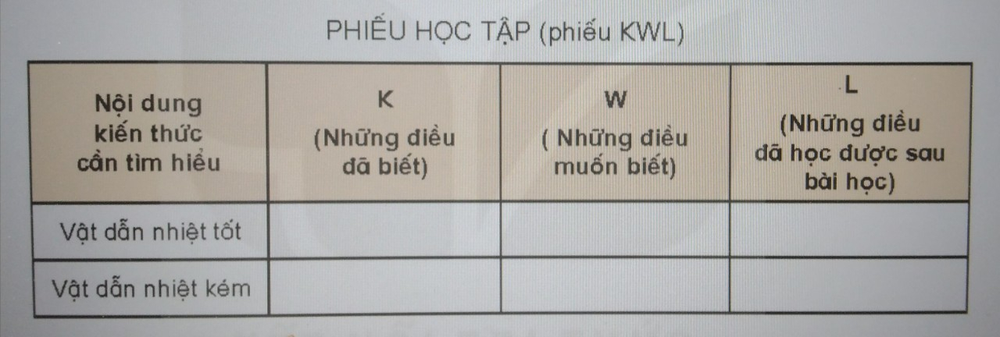 PHIẾU HỌC TẬP (phiếu KWL)
Nội dung
kiến thức
cần tìm hiểu
K
(Những điều
đã biết)
W
( Những điều
muốn biết)
L
(Những điều
đã học được sau
bài học)
Vật dẫn nhiệt tốt
Vật dẫn nhiệt kém